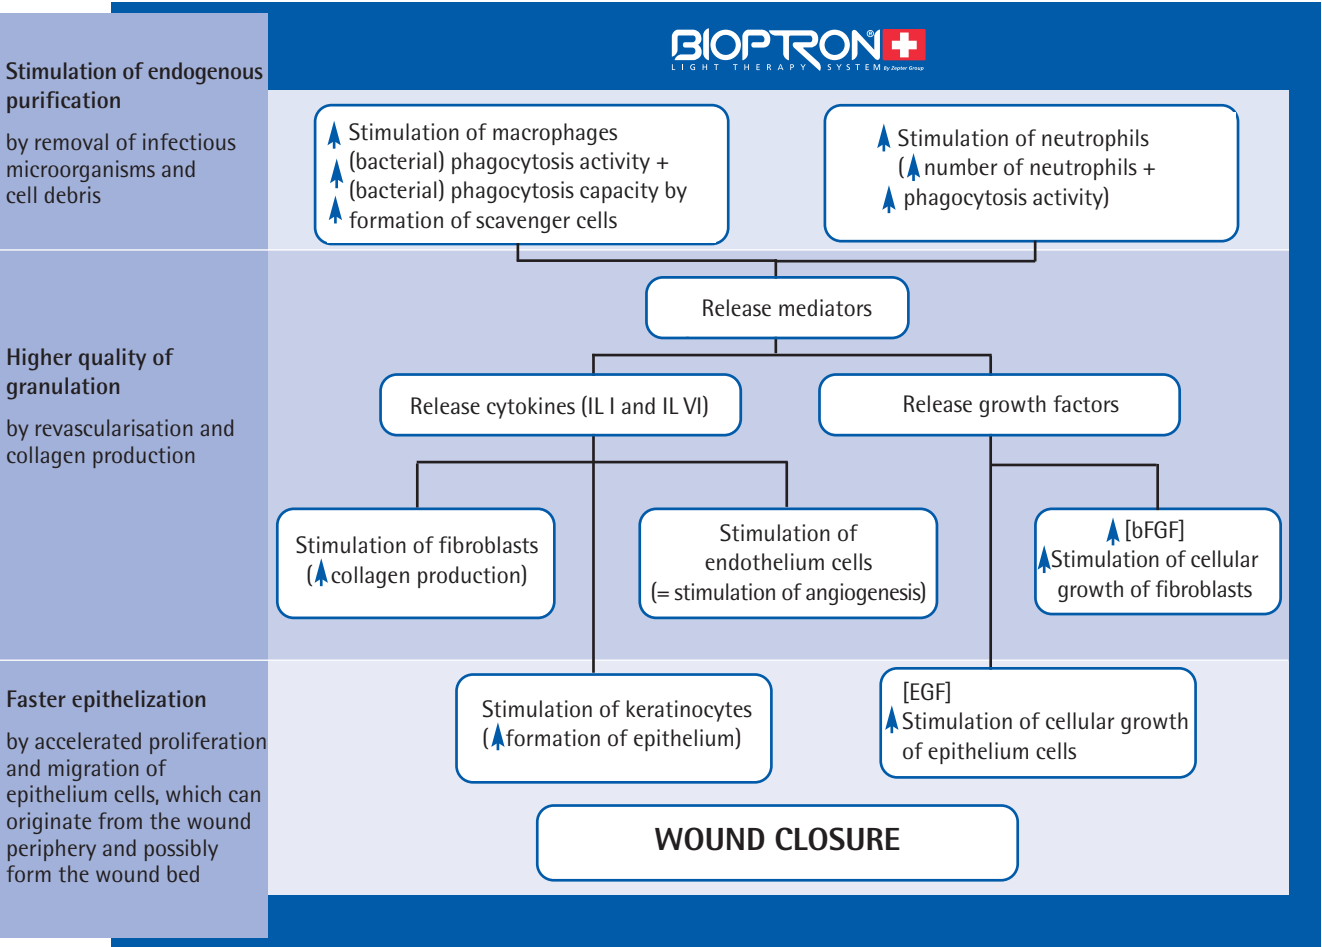 BIOPTRON®
LIGHT THERAPY SYSTEM By Zepter Group
Stimulation of endogenous
purification
by removal of infectious
microorganisms and
cell debris
Stimulation of macrophages
(bacterial) phagocytosis activity +
(bacterial) phagocytosis capacity by
formation of scavenger cells
Stimulation of neutrophils
(number of neutrophils +
phagocytosis activity)
Higher quality of
granulation
by revascularisation and
collagen production
Release mediators
Release cytokines (IL I and IL VI)
Release growth factors
Stimulation of fibroblasts
(collagen production)
Stimulation of
endothelium cells
(= stimulation of angiogenesis)
[bFGF]
Stimulation of cellular
growth of fibroblasts
Faster epithelization
by accelerated proliferation
and migration of
epithelium cells, which can
originate from the wound
periphery and possibly
form the wound bed
Stimulation of keratinocytes
(formation of epithelium)
[EGF]
Stimulation of cellular growth
of epithelium cells
WOUND CLOSURE